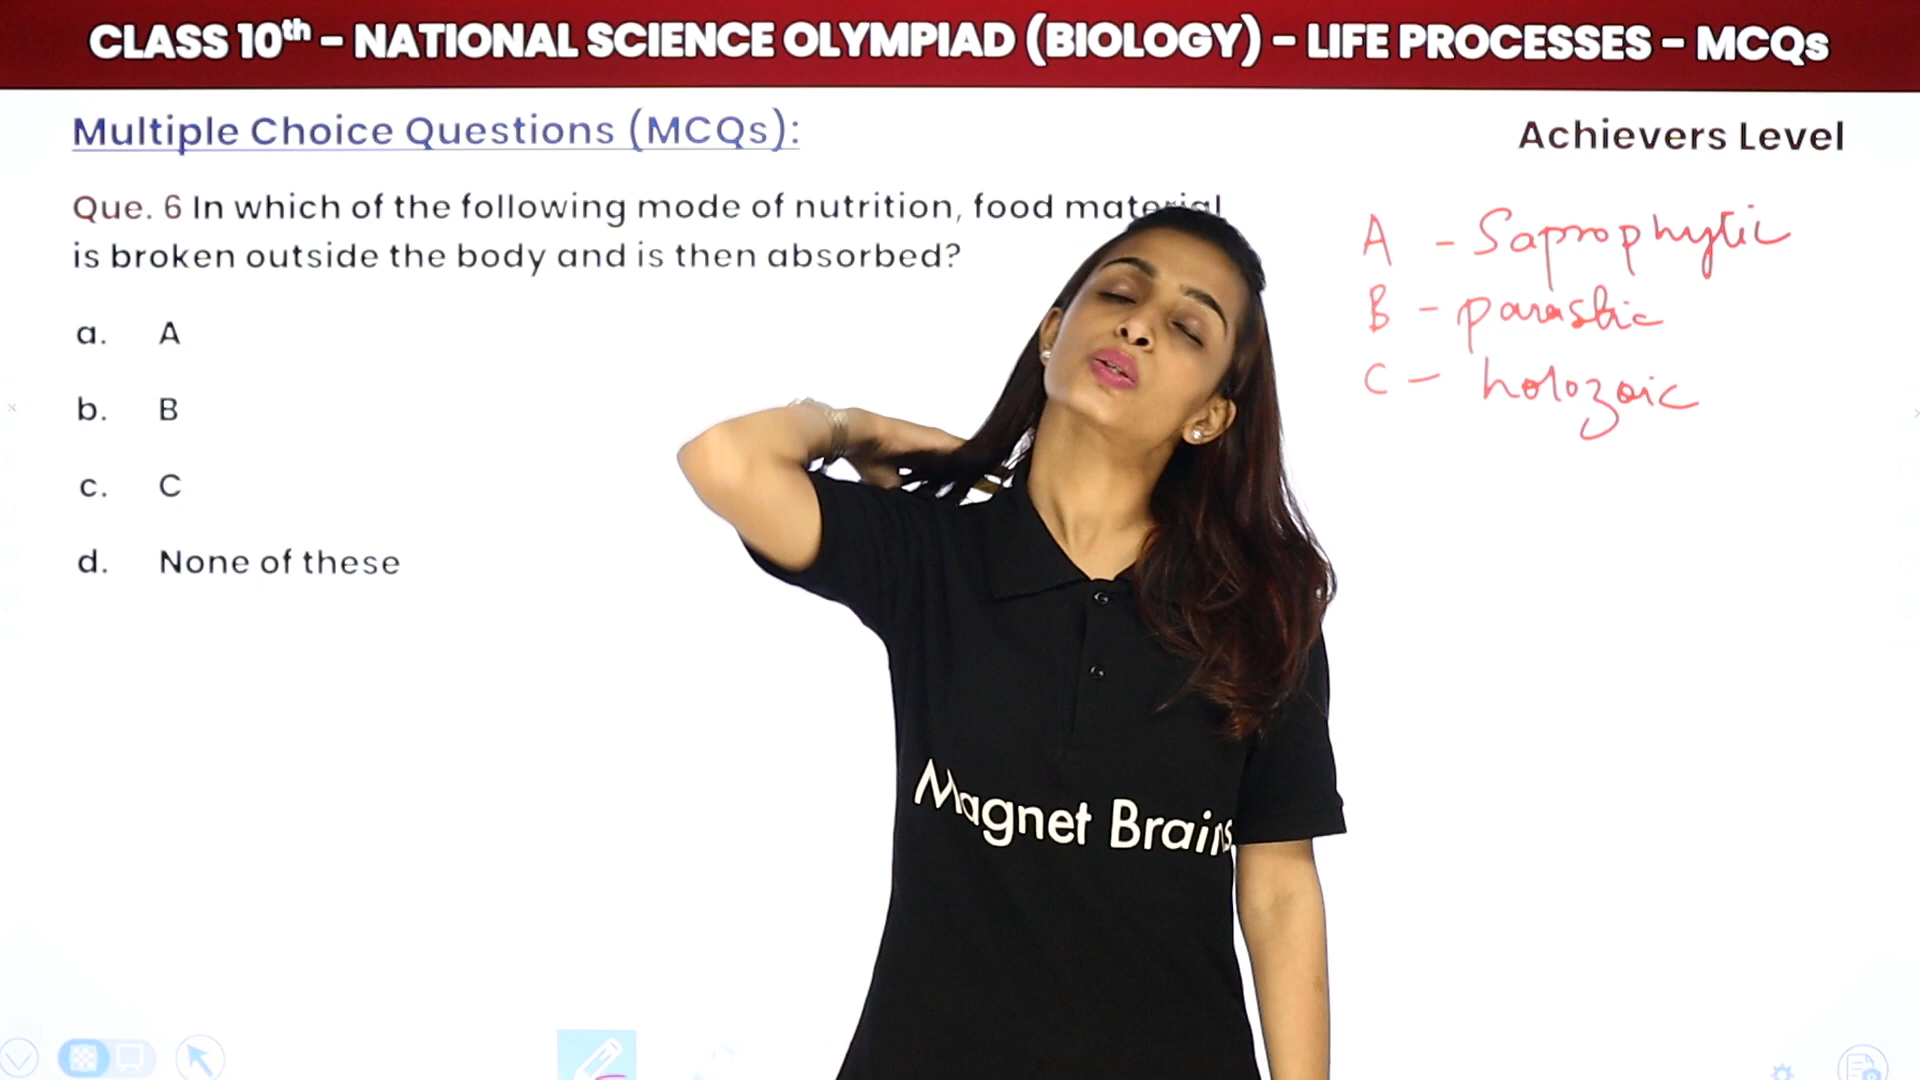 CLASS 10th - NATIONAL SCIENCE OLYMPIAD (BIOLOGY) - LIFE PROCESSES - MCQs
Multiple Choice Questions (MCQs):
Achievers Level
Que. 6 In which of the following mode of nutrition, food material
is broken outside the body and is then absorbed?
a. A
b. B
c. C
d. None of these
A - Saprophytic
B - parasitic
C - holozoic
Magnet Brains